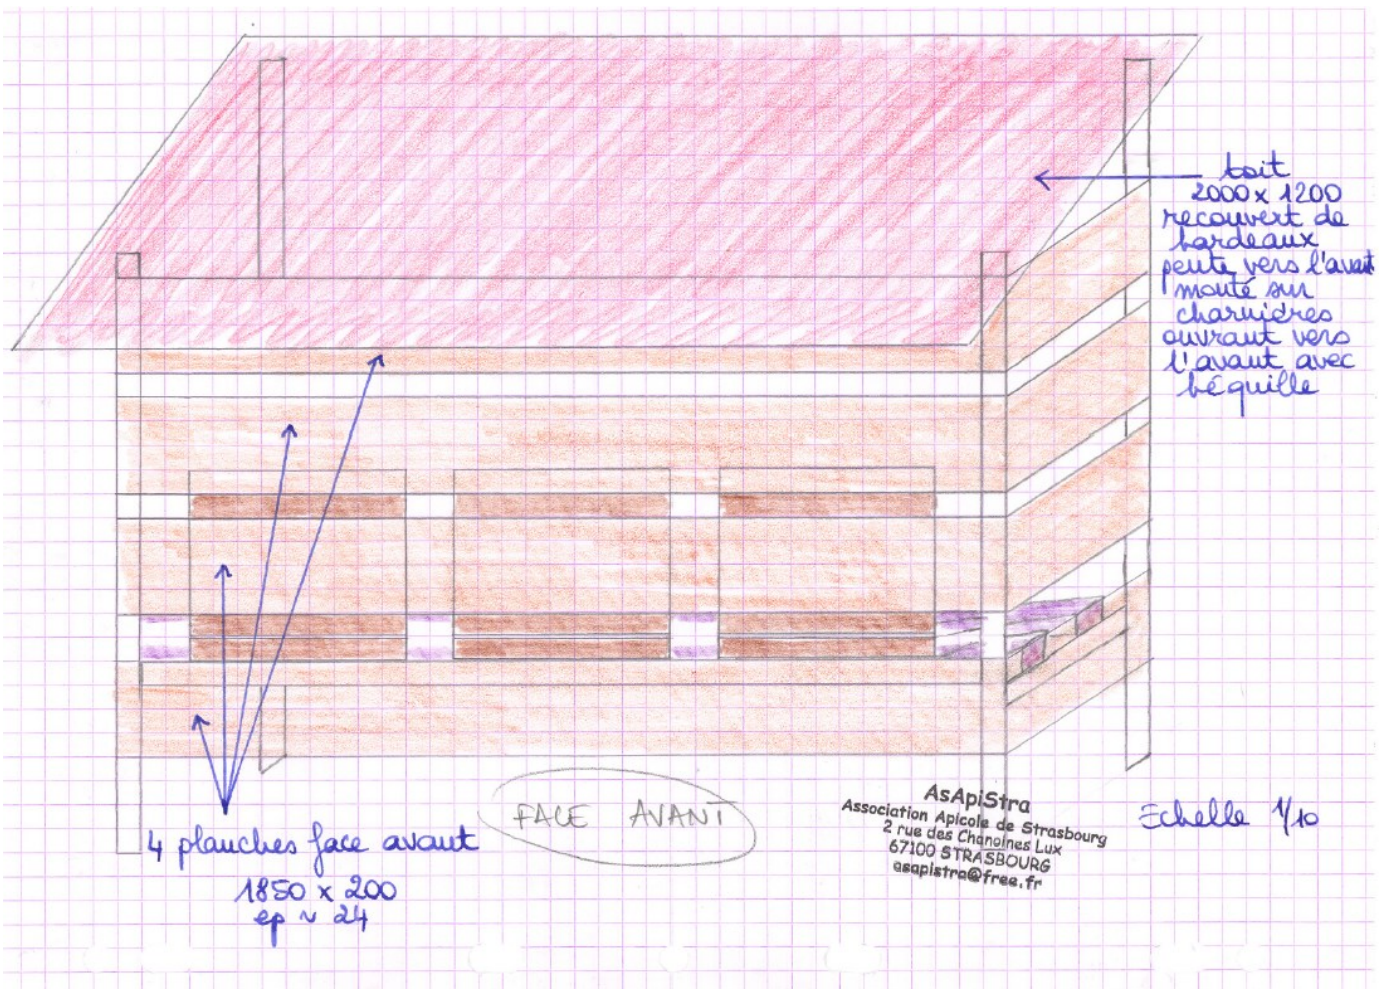 toit
2000 x 1200
recouvert de
bardeaux
pente vers l'avant
monté sur
charnières
ouvrant vers
l'avant avec
béquille
4 planches face avant
1850 x 200
ep ~ 24
FACE AVANT
AsApiStra
Association Apicole de Strasbourg
2 rue des Chanoines Lux
67100 STRASBOURG
asapistra@free.fr
Echelle 1/10